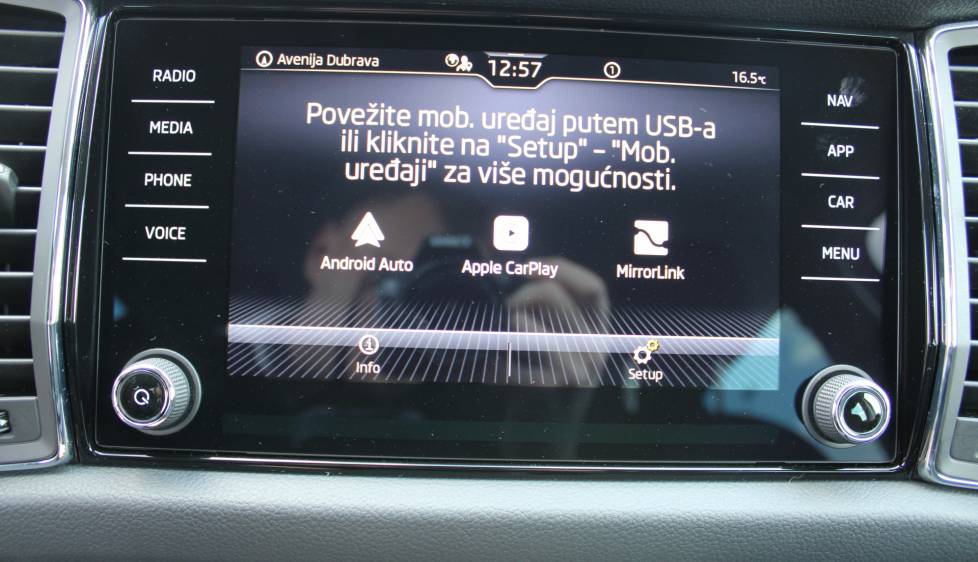 RADIO
MEDIA
PHONE
VOICE
Avenija Dubrava
12:57
1
16.5°C
Povežite mob. uređaj putem USB-a
ili kliknite na "Setup" – "Mob.
uređaji" za više mogućnosti.
Android Auto
Apple CarPlay
MirrorLink
Info
Setup
NAV
APP
CAR
MENU